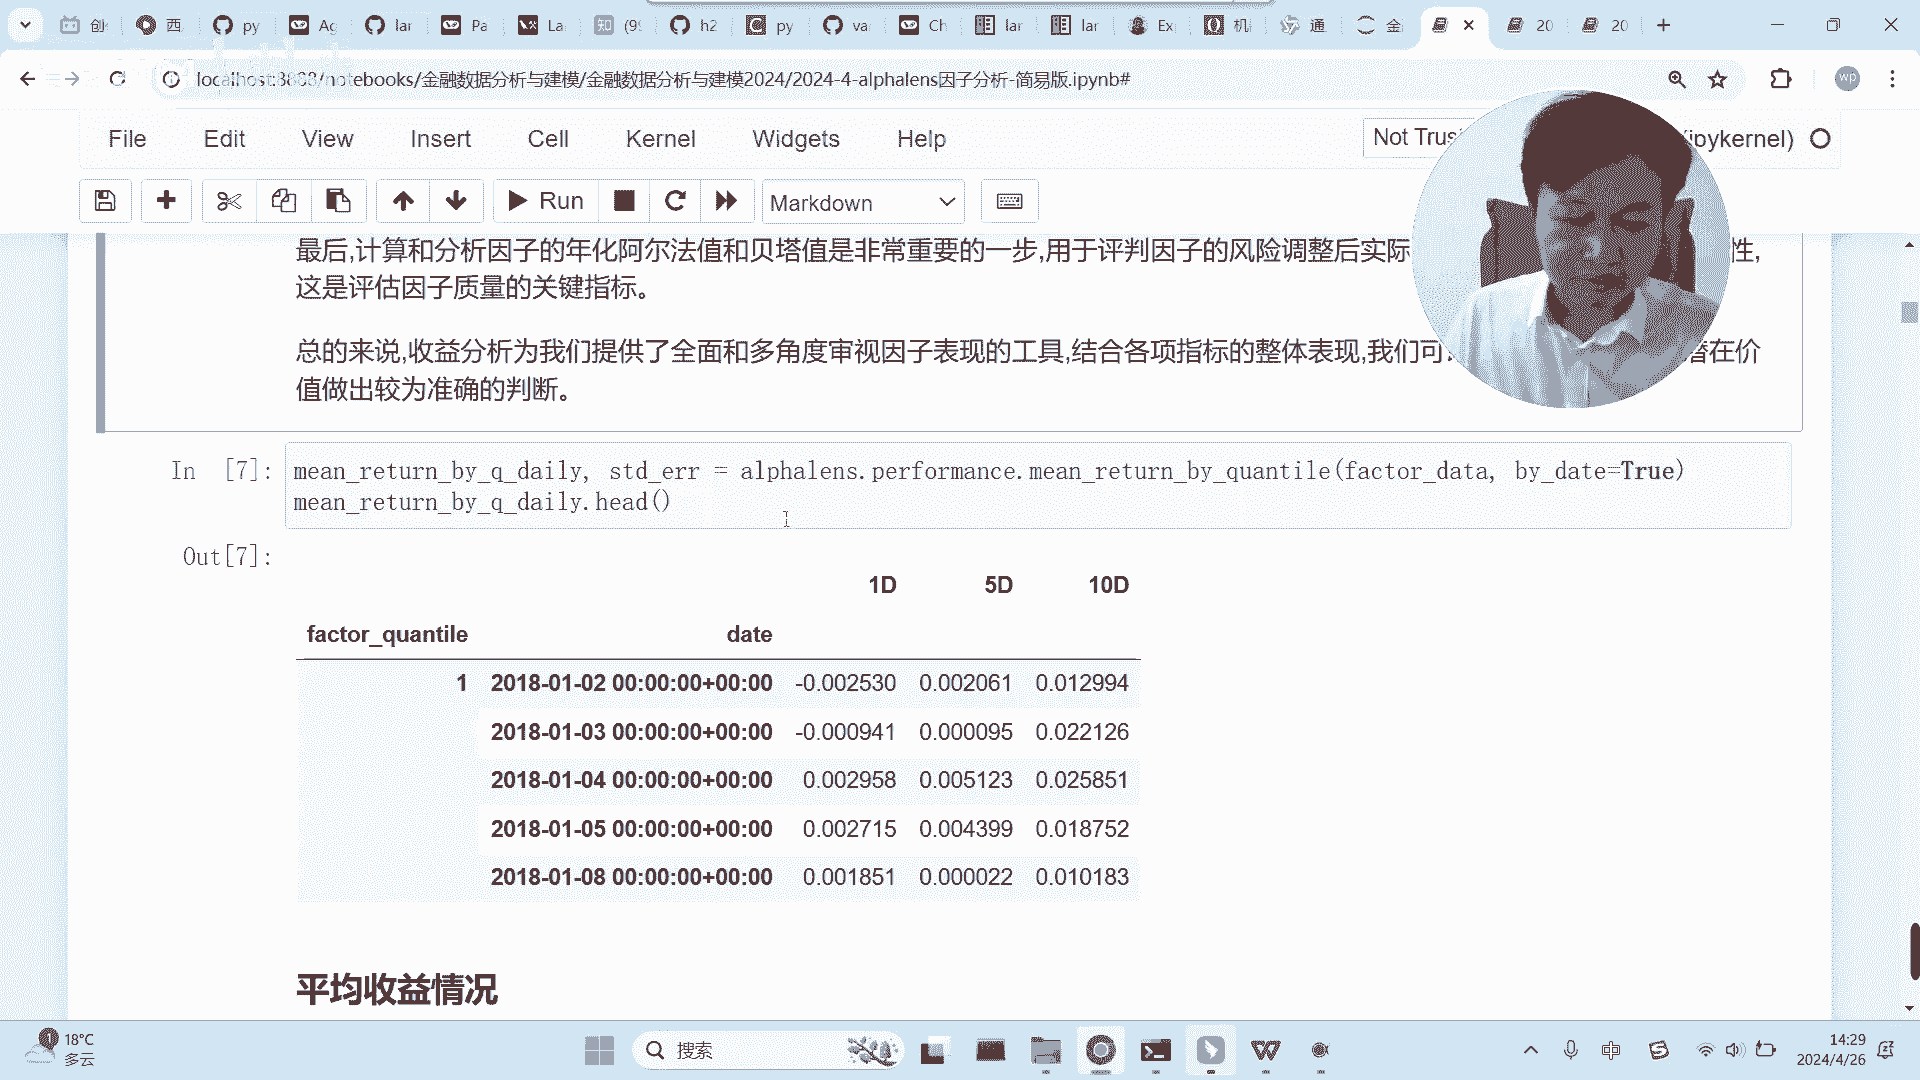 创 西 py Ag lar Pa La 知 (9 h2 py va Ch lar lar Ex 机 通 金 20 20
localhost:8888/notebooks/金融数据分析与建模/金融数据分析与建模2024/2024-4-alphalens因子分析-简易版.ipynb#
wp
File Edit View Insert Cell Kernel Widgets Help Not Trus (ipykernel)
Run Markdown
最后,计算和分析因子的年化阿尔法值和贝塔值是非常重要的一步,用于评判因子的风险调整后实际 性,
这是评估因子质量的关键指标。
总的来说,收益分析为我们提供了全面和多角度审视因子表现的工具,结合各项指标的整体表现,我们可 潜在价
值做出较为准确的判断。
In [7]: mean_return_by_q_daily, std_err = alphalens.performance.mean_return_by_quantile(factor_data, by_date=True)
mean_return_by_q_daily.head()
Out[7]:
1D 5D 10D
factor_quantile date
1 2018-01-02 00:00:00+00:00 -0.002530 0.002061 0.012994
2018-01-03 00:00:00+00:00 -0.000941 0.000095 0.022126
2018-01-04 00:00:00+00:00 0.002958 0.005123 0.025851
2018-01-05 00:00:00+00:00 0.002715 0.004399 0.018752
2018-01-08 00:00:00+00:00 0.001851 0.000022 0.010183
平均收益情况
1 18°C
多云
搜索
中
14:29
2024/4/26